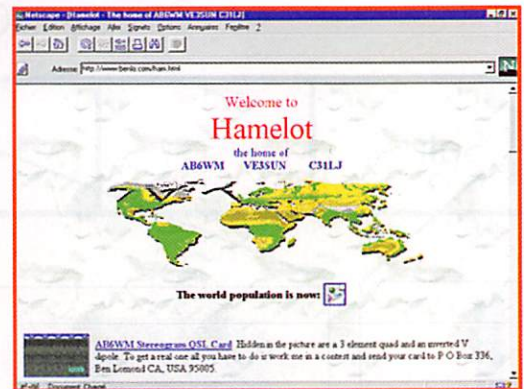 Netscape - [Hamelot - The home of AB6WM VE3SUN C31LJ]
Fichier Edition Affichage Aller Signets Options Annuaires Fenêtre ?
Adresse: http://www.benlo.com/ham.html
Welcome to
Hamelot
the home of
AB6WM VE3SUN C31LJ
The world population is now:
AB6WM Stereogram QSL Card Hidden in the picture are a 3 element quad and an inverted V
dipole. To get a real one all you have to do is work me in a contest and send your card to P O Box 336,
Ben Lomond CA, USA 95005.
Document: Chargé